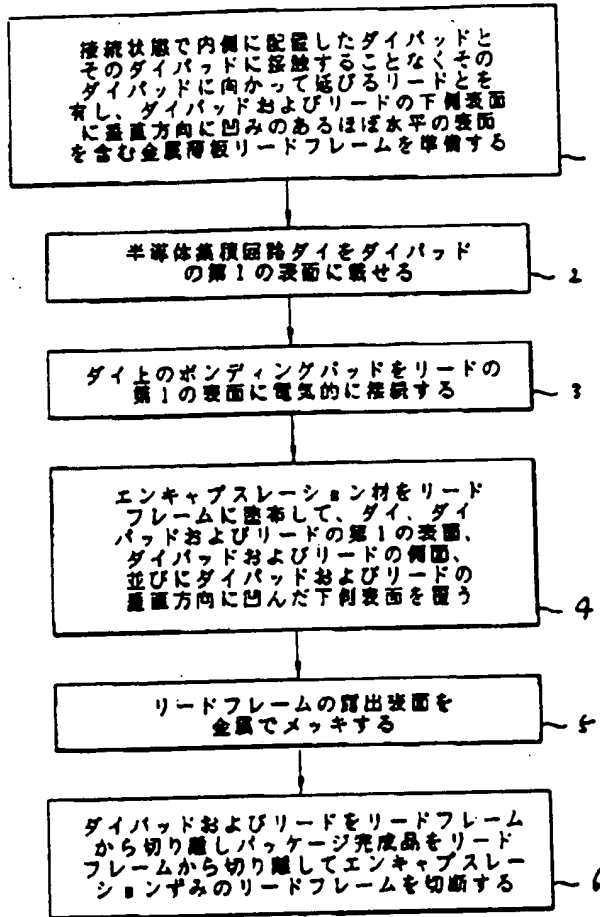 接続状態で内側に配置したダイパッドと
そのダイパッドに接触することなくその
ダイパッドに向かって延びるリードとを
有し、ダイパッドおよびリードの下側表面
に垂直方向に凹みのあるほぼ水平の表面
を含む金属薄板リードフレームを準備する
半導体集積回路ダイをダイパッド
の第1の表面に載せる
2
ダイ上のボンディングパッドをリードの
第1の表面に電気的に接続する
3
エンキャプスレーション材をリード
フレームに塗布して、ダイ、ダイ
パッドおよびリードの第1の表面、
ダイパッドおよびリードの側面、
並びにダイパッドおよびリードの
垂直方向に凹んだ下側表面を覆う
4
リードフレームの露出表面を
金属でメッキする
5
ダイパッドおよびリードをリードフレーム
から切り離しパッケージ完成品をリード
フレームから切り離してエンキャプスレー
ションずみのリードフレームを切断する
6